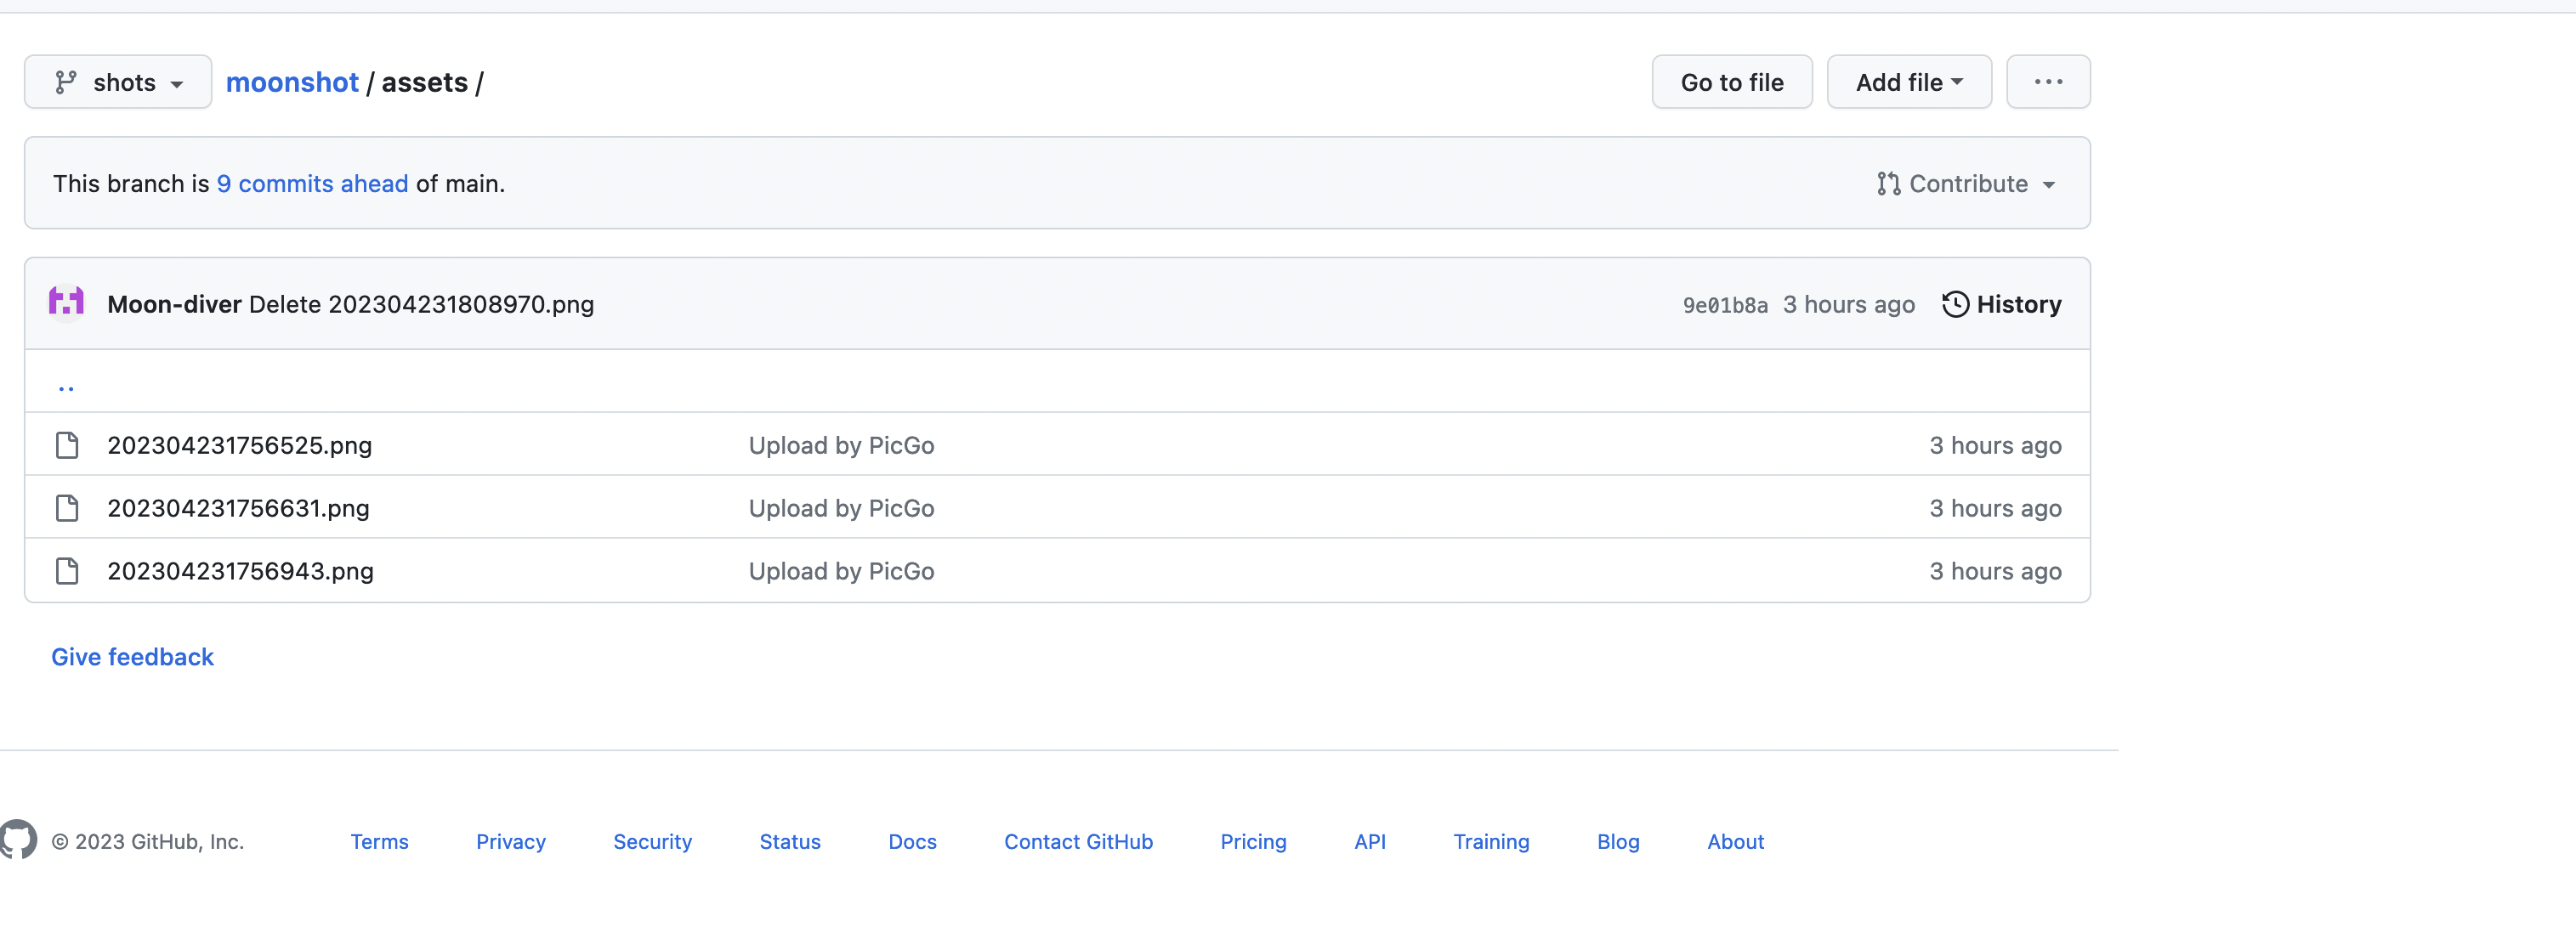 shots moonshot / assets / Go to file Add file ...
This branch is 9 commits ahead of main. Contribute
Moon-diver Delete 202304231808970.png 9e01b8a 3 hours ago History
..
202304231756525.png Upload by PicGo 3 hours ago
202304231756631.png Upload by PicGo 3 hours ago
202304231756943.png Upload by PicGo 3 hours ago
Give feedback
© 2023 GitHub, Inc. Terms Privacy Security Status Docs Contact GitHub Pricing API Training Blog About